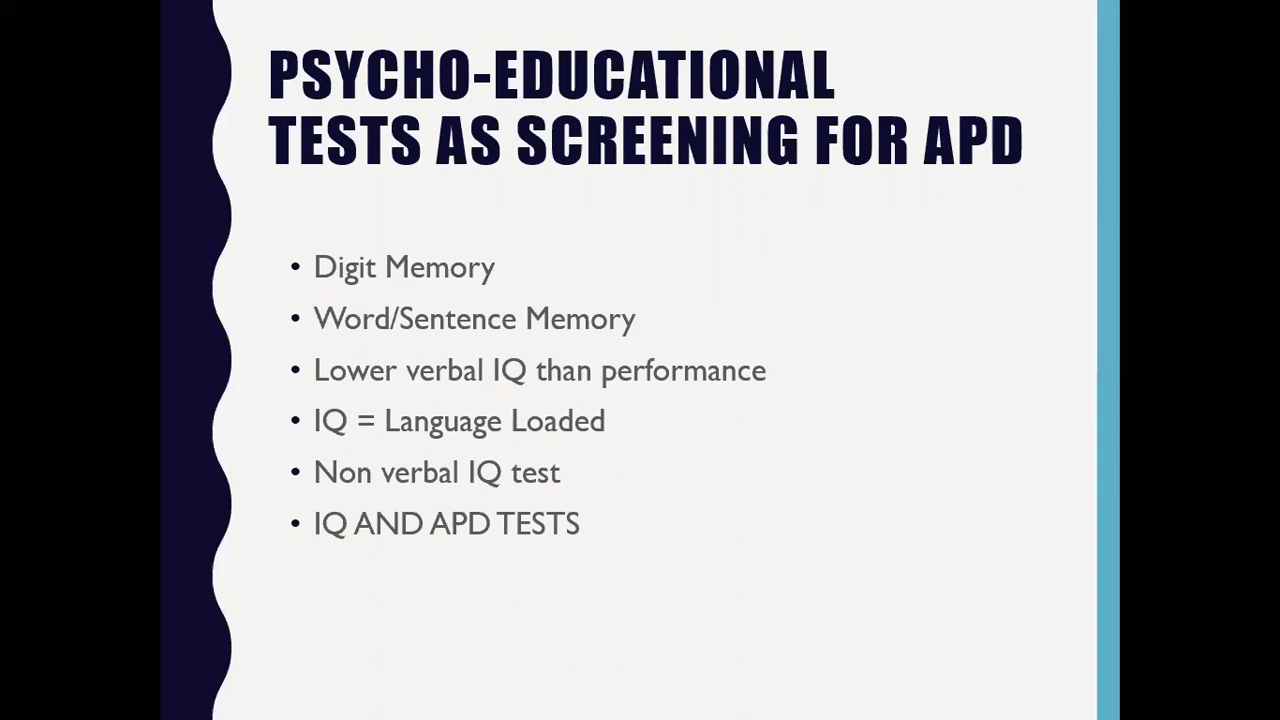 PSYCHO-EDUCATIONAL
TESTS AS SCREENING FOR APD
• Digit Memory
• Word/Sentence Memory
• Lower verbal IQ than performance
• IQ = Language Loaded
• Non verbal IQ test
• IQ AND APD TESTS